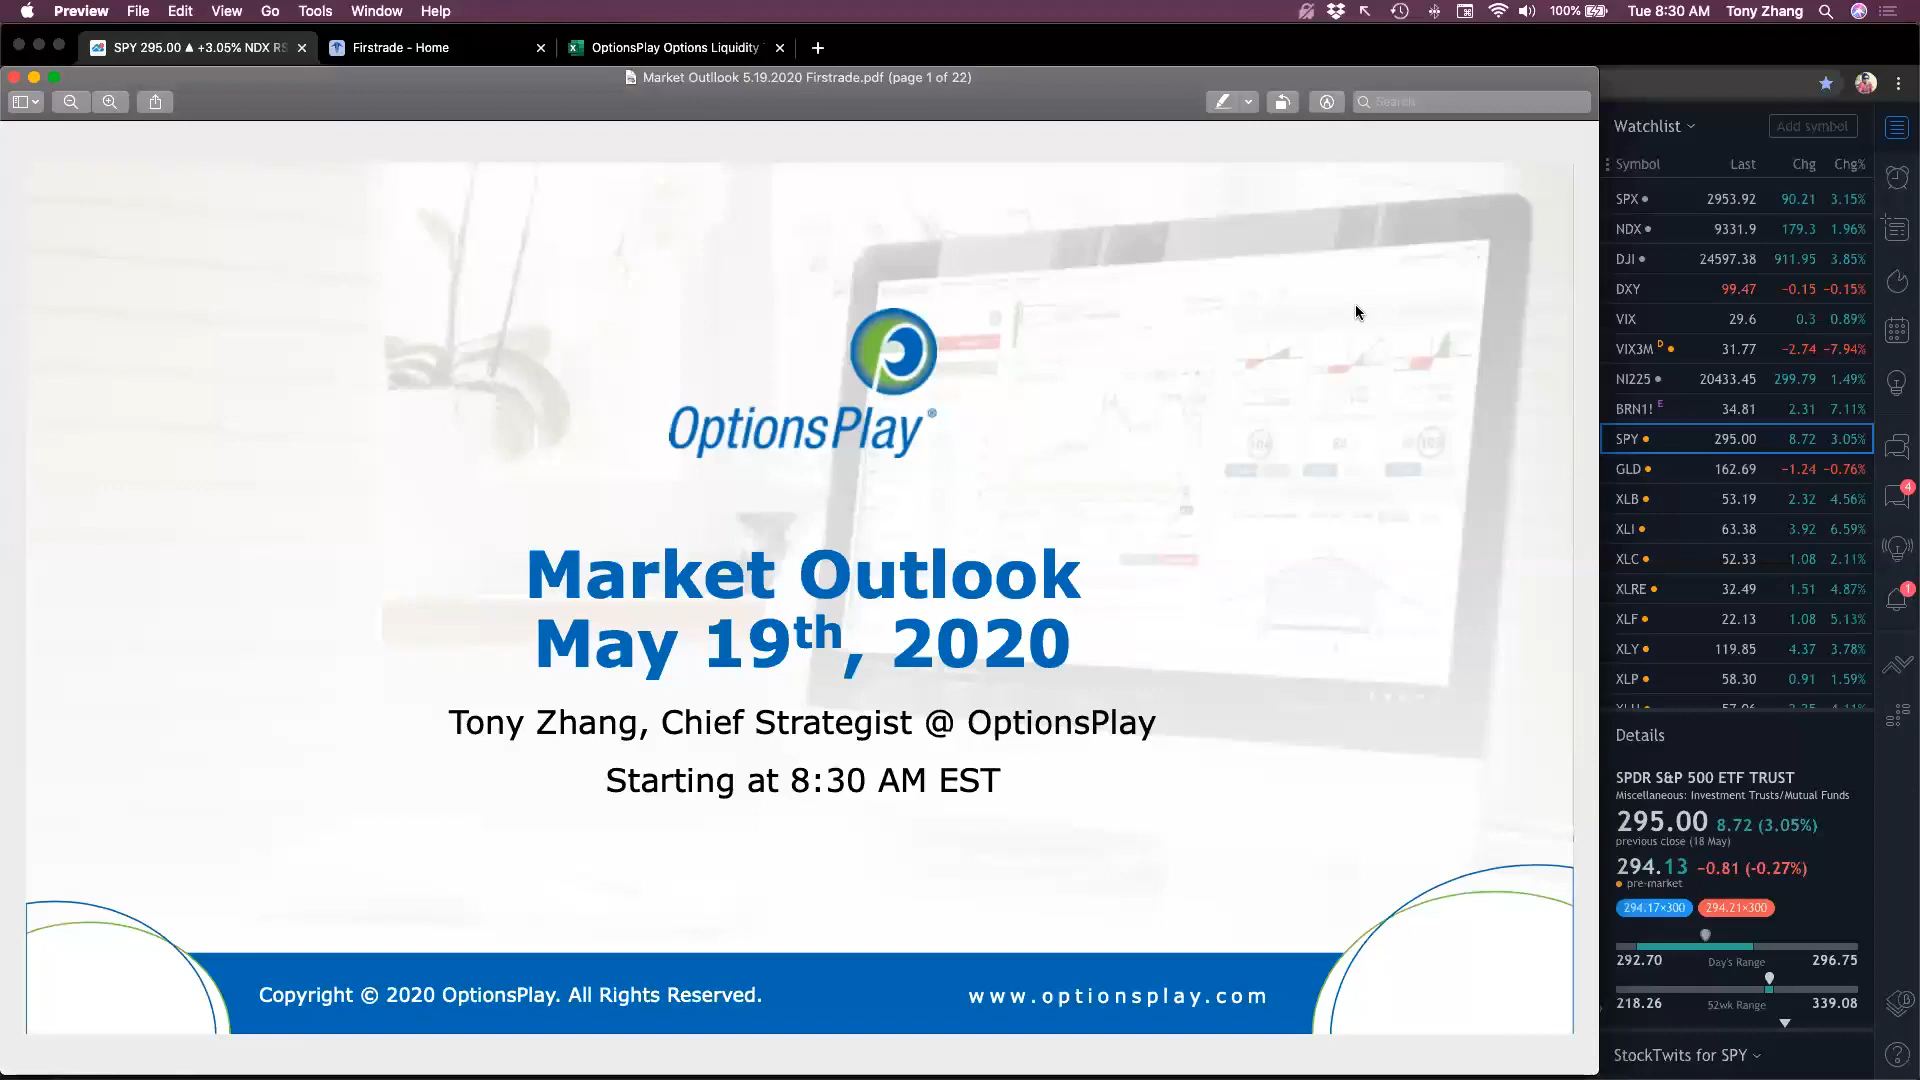 Preview File Edit View Go Tools Window Help 100% Tue 8:30 AM Tony Zhang
SPY 295.00 ▲ +3.05% NDX RS Firstrade - Home OptionsPlay Options Liquidity
Market Outllook 5.19.2020 Firstrade.pdf (page 1 of 22)
Search
OptionsPlay®
Market Outlook
May 19th, 2020
Tony Zhang, Chief Strategist @ OptionsPlay
Starting at 8:30 AM EST
Copyright © 2020 OptionsPlay. All Rights Reserved. www.optionsplay.com
Watchlist Add symbol
Symbol Last Chg Chg%
SPX 2953.92 90.21 3.15%
NDX 9331.9 179.3 1.96%
DJI 24597.38 911.95 3.85%
DXY 99.47 −0.15 −0.15%
VIX 29.6 0.3 0.89%
VIX3M D 31.77 −2.74 −7.94%
NI225 20433.45 299.79 1.49%
BRN1! E 34.81 2.31 7.11%
SPY 295.00 8.72 3.05%
GLD 162.69 −1.24 −0.76%
XLB 53.19 2.32 4.56%
XLI 63.38 3.92 6.59%
XLC 52.33 1.08 2.11%
XLRE 32.49 1.51 4.87%
XLF 22.13 1.08 5.13%
XLY 119.85 4.37 3.78%
XLP 58.30 0.91 1.59%
4
1
Details
SPDR S&P 500 ETF TRUST
Miscellaneous: Investment Trusts/Mutual Funds
295.00 8.72 (3.05%)
previous close (18 May)
294.13 −0.81 (-0.27%)
pre-market
294.17×300 294.21×300
292.70 Day's Range 296.75
218.26 52wk Range 339.08
StockTwits for SPY